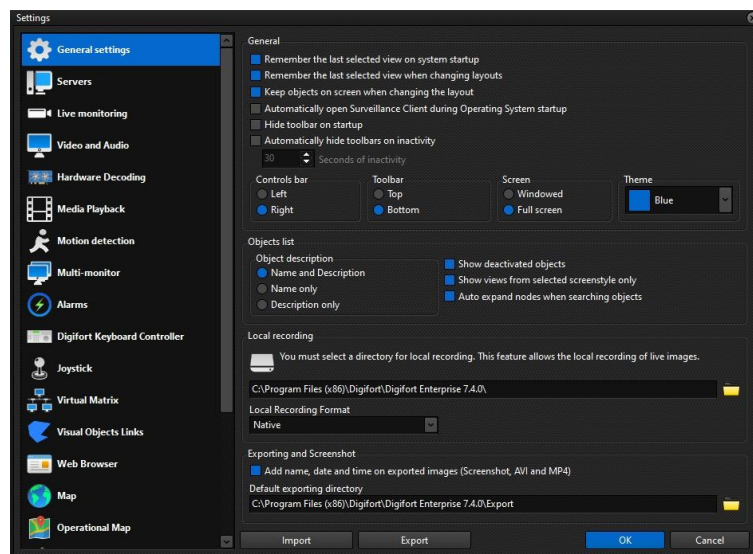 Settings
General settings
Servers
Live monitoring
Video and Audio
Hardware Decoding
Media Playback
Motion detection
Multi-monitor
Alarms
Digifort Keyboard Controller
Joystick
Virtual Matrix
Visual Objects Links
Web Browser
Map
Operational Map
General
Remember the last selected view on system startup
Remember the last selected view when changing layouts
Keep objects on screen when changing the layout
Automatically open Surveillance Client during Operating System startup
Hide toolbar on startup
Automatically hide toolbars on inactivity
30 Seconds of inactivity
Controls bar Toolbar Screen Theme
Left Top Windowed
Blue
Right Bottom Full screen
Objects list
Object description
Name and Description
Name only
Description only
Show deactivated objects
Show views from selected screenstyle only
Auto expand nodes when searching objects
Local recording
You must select a directory for local recording. This feature allows the local recording of live images.
C:\Program Files (x86)\Digifort\Digifort Enterprise 7.4.0\
Local Recording Format
Native
Exporting and Screenshot
Add name, date and time on exported images (Screenshot, AVI and MP4)
Default exporting directory
C:\Program Files (x86)\Digifort\Digifort Enterprise 7.4.0\Export
Import Export OK Cancel